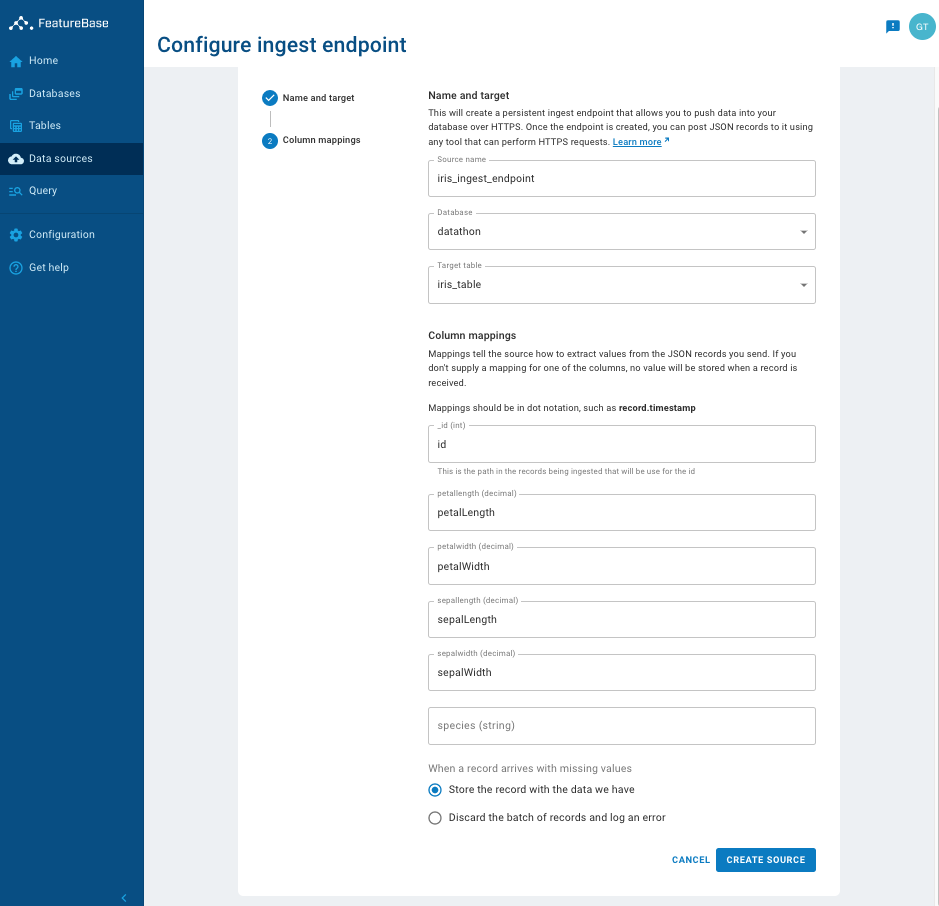 FeatureBase
Home
Databases
Tables
Data sources
Query
Configuration
Get help
Configure ingest endpoint
GT
Name and target
2
Column mappings
Name and target
This will create a persistent ingest endpoint that allows you to push data into your
database over HTTPS. Once the endpoint is created, you can post JSON records to it using
any tool that can perform HTTPS requests. Learn more
Source name
iris_ingest_endpoint
Database
datathon
Target table
iris_table
Column mappings
Mappings tell the source how to extract values from the JSON records you send. If you
don't supply a mapping for one of the columns, no value will be stored when a record is
received.
Mappings should be in dot notation, such as record.timestamp
_id (int)
id
This is the path in the records being ingested that will be use for the id
petallength (decimal)
petalLength
petalwidth (decimal)
petalWidth
sepallength (decimal)
sepalLength
sepalwidth (decimal)
sepalWidth
species (string)
When a record arrives with missing values
Store the record with the data we have
Discard the batch of records and log an error
CANCEL
CREATE SOURCE